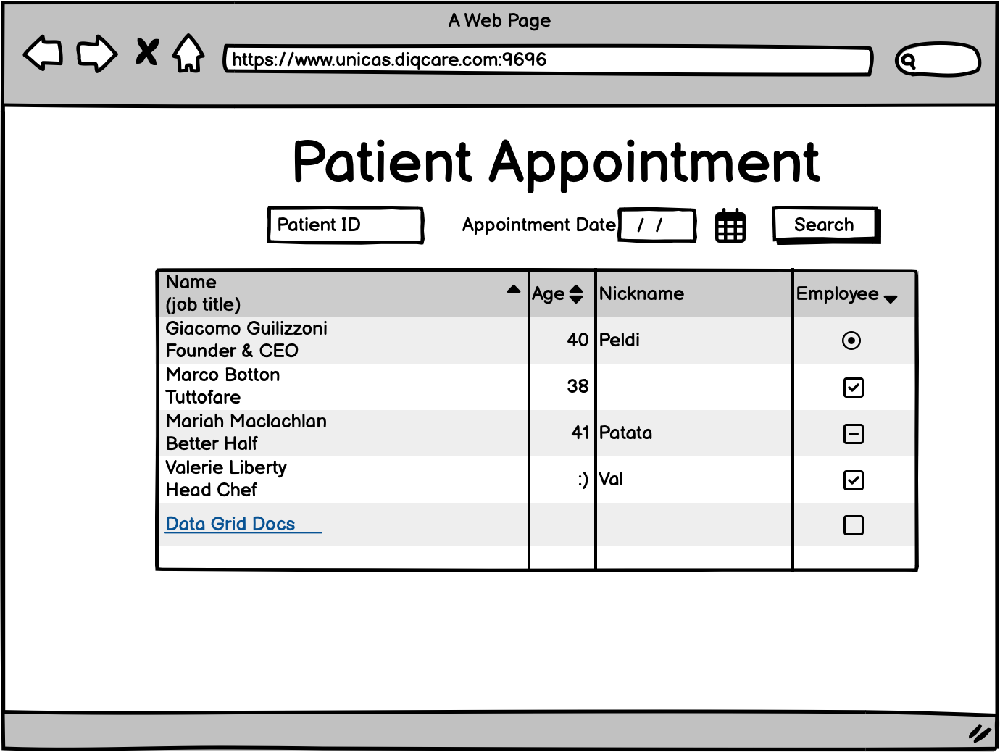 A Web Page
https://www.unicas.diqcare.com:9696
Patient Appointment
Patient ID
Appointment Date
/ /
Search
Name
(job title)
Age
Nickname
Employee
Giacomo Guilizzoni
Founder & CEO
40
Peldi
Marco Botton
Tuttofare
38
Mariah Maclachlan
Better Half
41
Patata
Valerie Liberty
Head Chef
:)
Val
Data Grid Docs